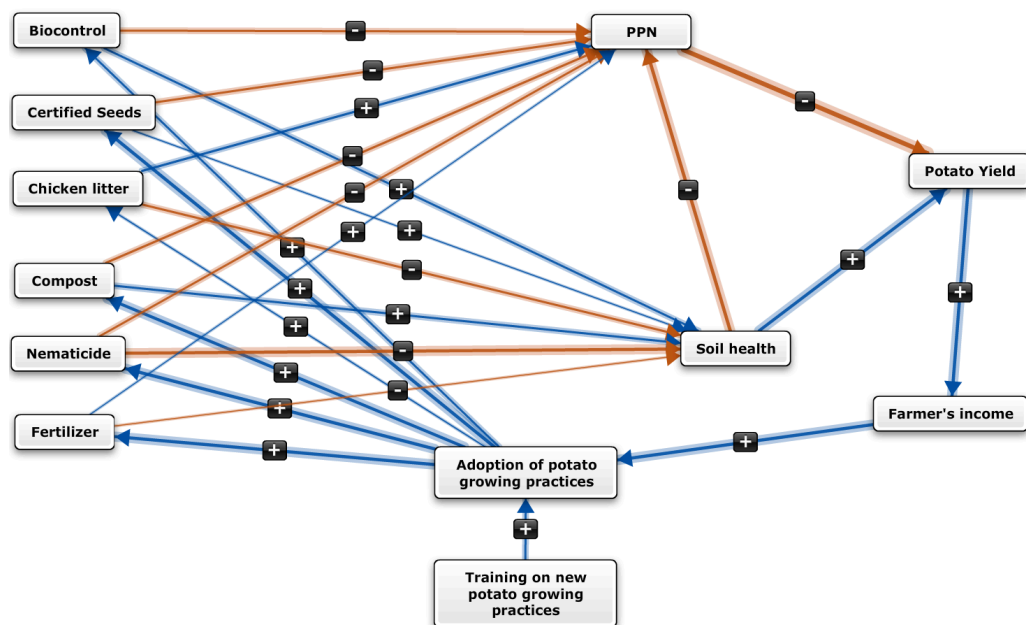 Biocontrol
-
PPN
-
Certified Seeds
-
+
Chicken litter
-
Potato Yield
-
+
-
+
+
+
-
+
Compost
+
+
+
+
Soil health
Nematicide
-
+
-
+
Farmer's income
Fertilizer
+
+
Adoption of potato
growing practices
+
Training on new
potato growing
practices